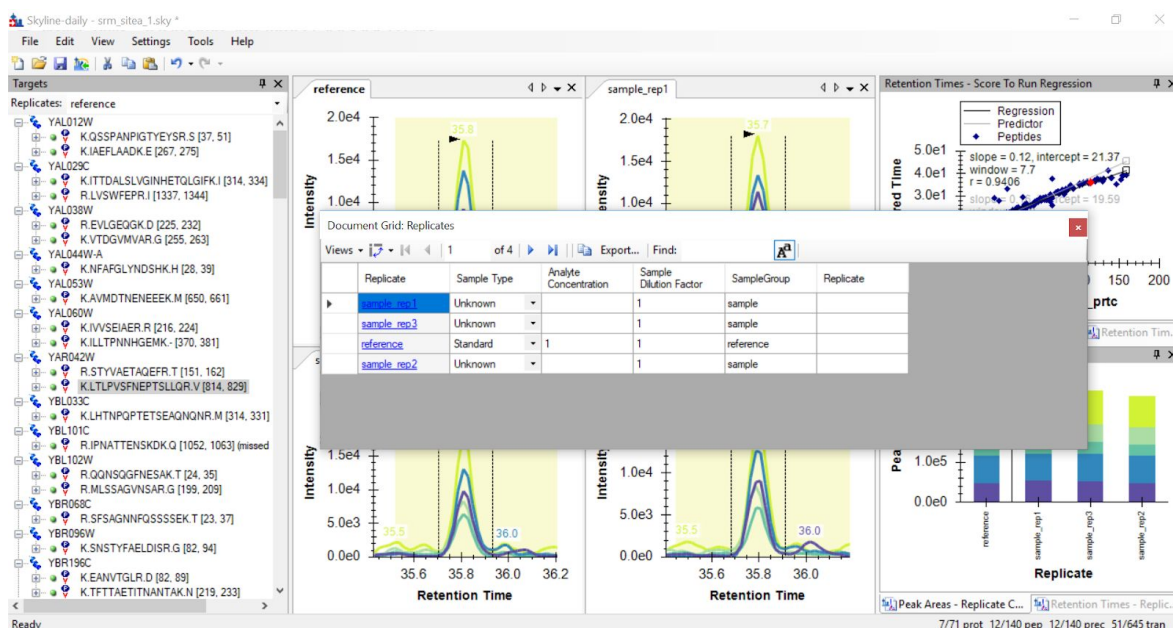 Skyline-daily - srm_sitea_1.sky *
File Edit View Settings Tools Help
Targets
Replicates: reference
YAL012W
K.QSSPANPIGTYEYSR.S [37, 51]
K.IAEFLAADK.E [267, 275]
YAL029C
K.ITTDALSLVGINHETQLGIFK.I [314, 334]
R.LVSWFEPR.I [1337, 1344]
YAL038W
R.EVLGEQGK.D [225, 232]
K.VTDGVMVAR.G [255, 263]
YAL044W-A
K.NFAFGLYNDSHK.H [28, 39]
YAL053W
K.AVMDTNENEEEK.M [650, 661]
YAL060W
K.IVVSEIAER.R [216, 224]
K.ILLTPNNHGEMK.- [370, 381]
YAR042W
R.STYVAETAQEFR.T [151, 162]
K.LTLPVSFNEPTSLLQR.V [814, 829]
YBL033C
K.LHTNPQPTETSEAQNQNR.M [314, 331]
YBL101C
R.IPNATTENSKDK.Q [1052, 1063] (missed
YBL102W
R.QQNSQGFNESAK.T [24, 35]
R.MLSSAGVNSAR.G [199, 209]
YBR068C
R.SFSAGNNFQSSSSEK.T [23, 37]
YBR096W
K.SNSTYFAELDISR.G [82, 94]
YBR196C
K.EANVTGLR.D [82, 89]
K.TFTTAETITNANTAK.N [219, 233]
reference
2.0e4
1.5e4
1.0e4
Intensity
35.8
sample_rep1
2.0e4
1.5e4
1.0e4
35.7
Retention Times - Score To Run Regression
Regression
Predictor
Peptides
5.0e1
4.0e1
3.0e1
slope = 0.12, intercept = 21.37
window = 7.7
r = 0.9406
150 200
Document Grid: Replicates
Views 1 of 4 Export... Find: Aa
Replicate Sample Type Analyte Concentration Sample Dilution Factor SampleGroup Replicate
sample_rep1 Unknown 1 sample
sample_rep3 Unknown 1 sample
reference Standard 1 1 reference
sample_rep2 Unknown 1 sample
Intensity
1.5e4
1.0e4
5.0e3
0.0e0
35.5
36.0
35.6 35.8 36.0 36.2
Retention Time
Intensity
1.0e4
5.0e3
0.0e0
35.5
36.0
35.6 35.8 36.0
Retention Time
Retention Tim...
1.0e5
0.0e0
reference
sample_rep1
sample_rep3
sample_rep2
Replicate
Peak Areas - Replicate C... Retention Times - Replic...
Ready
7/71 prot 12/140 pep 12/140 prec 51/645 tran